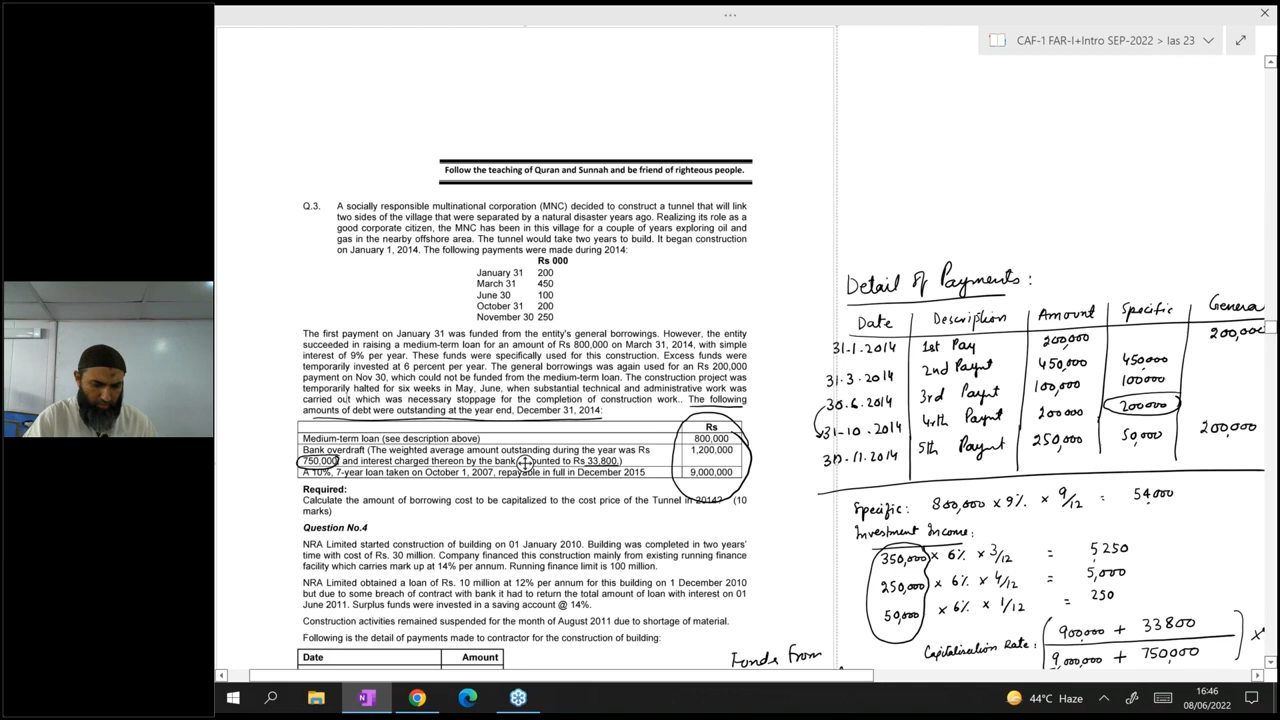 CAF-1 FAR-I+Intro SEP-2022 > Ias 23
Follow the teaching of Quran and Sunnah and be friend of righteous people.
Q.3. A socially responsible multinational corporation (MNC) decided to construct a tunnel that will link
two sides of the village that were separated by a natural disaster years ago. Realizing its role as a
good corporate citizen, the MNC has been in this village for a couple of years exploring oil and
gas in the nearby offshore area. The tunnel would take two years to build. It began construction
on January 1, 2014. The following payments were made during 2014:
Rs 000
January 31 200
March 31 450
June 30 100
October 31 200
November 30 250
The first payment on January 31 was funded from the entity's general borrowings. However, the entity
succeeded in raising a medium-term loan for an amount of Rs 800,000 on March 31, 2014, with simple
interest of 9% per year. These funds were specifically used for this construction. Excess funds were
temporarily invested at 6 percent per year. The general borrowings was again used for an Rs 200,000
payment on Nov 30, which could not be funded from the medium-term loan. The construction project was
temporarily halted for six weeks in May, June, when substantial technical and administrative work was
carried out which was necessary stoppage for the completion of construction work.. The following
amounts of debt were outstanding at the year end, December 31, 2014:
Rs
Medium-term loan (see description above) 800,000
Bank overdraft (The weighted average amount outstanding during the year was Rs 1,200,000
750,000 and interest charged thereon by the bank amounted to Rs 33,800.)
A 10%, 7-year loan taken on October 1, 2007, repayable in full in December 2015 9,000,000
Required:
Calculate the amount of borrowing cost to be capitalized to the cost price of the Tunnel in 2014? (10
marks)
Question No.4
NRA Limited started construction of building on 01 January 2010. Building was completed in two years'
time with cost of Rs. 30 million. Company financed this construction mainly from existing running finance
facility which carries mark up at 14% per annum. Running finance limit is 100 million.
NRA Limited obtained a loan of Rs. 10 million at 12% per annum for this building on 1 December 2010
but due to some breach of contract with bank it had to return the total amount of loan with interest on 01
June 2011. Surplus funds were invested in a saving account @ 14%.
Construction activities remained suspended for the month of August 2011 due to shortage of material.
Following is the detail of payments made to contractor for the construction of building:
Date Amount
Funds from
Detail of Payments :
Date Description Amount Specific General
31-1-2014 1st Pay 200,000 200,000
31-3-2014 2nd Paymt 450,000 450,000
30-6-2014 3rd Paymt 100,000 100000
31-10-2014 4rth Paymt 200000 200000
30-11-2014 5th Paymt 250,000 50,000 200,000
Specific: 800,000 x 9% x 9/12 = 54000
Investment Income:
350,000 x 6% x 3/12 = 5,250
250,000 x 6% x 4/12 = 5,000
50,000 x 6% x 1/12 = 250
Capitalisation Rate: ( 900,000 + 33800 ) x
9,000,000 + 750,000
44°C Haze
16:46
08/06/2022